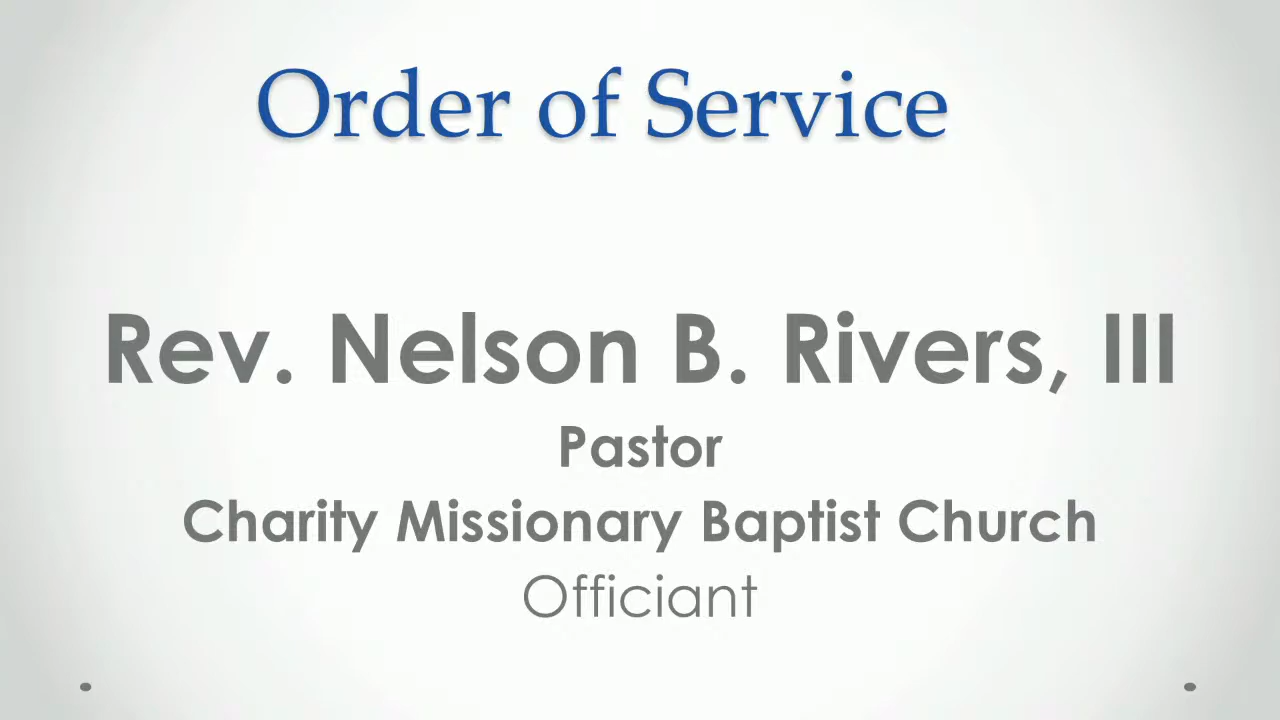 Order of Service
Rev. Nelson B. Rivers, III
Pastor
Charity Missionary Baptist Church
Officiant